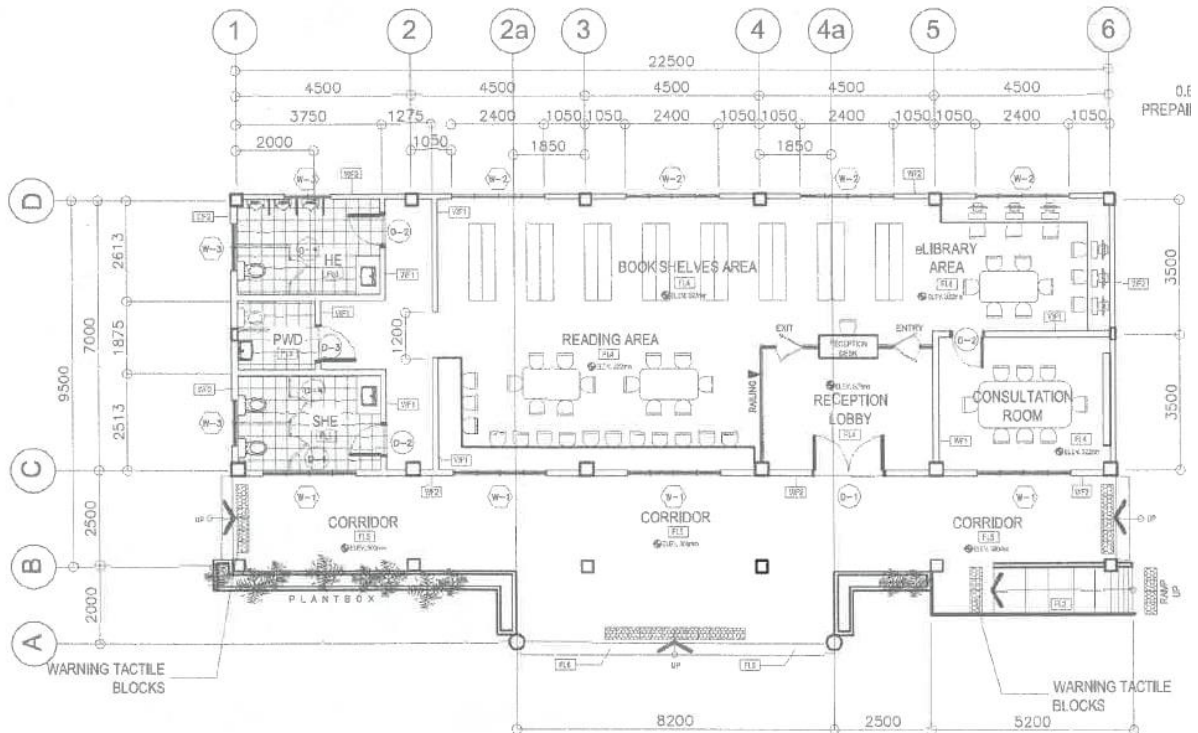 1 2 2a 3 4 4a 5 6
22500
4500 4500 4500 4500 4500
PREPAI
3750 1275 2400 1050 1050 2400 1050 1050 2400 1050 1050 2400 1050
2000 1050 1850 1850
W-3 W-2 W-2 W-2 W-2
D
W-3
D-2
HE
BOOK SHELVES AREA
eLIBRARY
AREA
2613
3500
7000
1875
1200
PWD
D-3
READING AREA
EXIT
RECEPTION
DESK
ENTRY
D-2
9500
RAILING
RECEPTION
LOBBY
CONSULTATION
ROOM
3500
2513
W-3
SHE
D-2
C
W-1 W-1 W-1 D-1 W-1
UP
CORRIDOR
CORRIDOR
CORRIDOR
UP
2500
B
PLANTBOX
RAMP
UP
2000
A
UP
WARNING TACTILE
BLOCKS
WARNING TACTILE
BLOCKS
8200 2500 5200